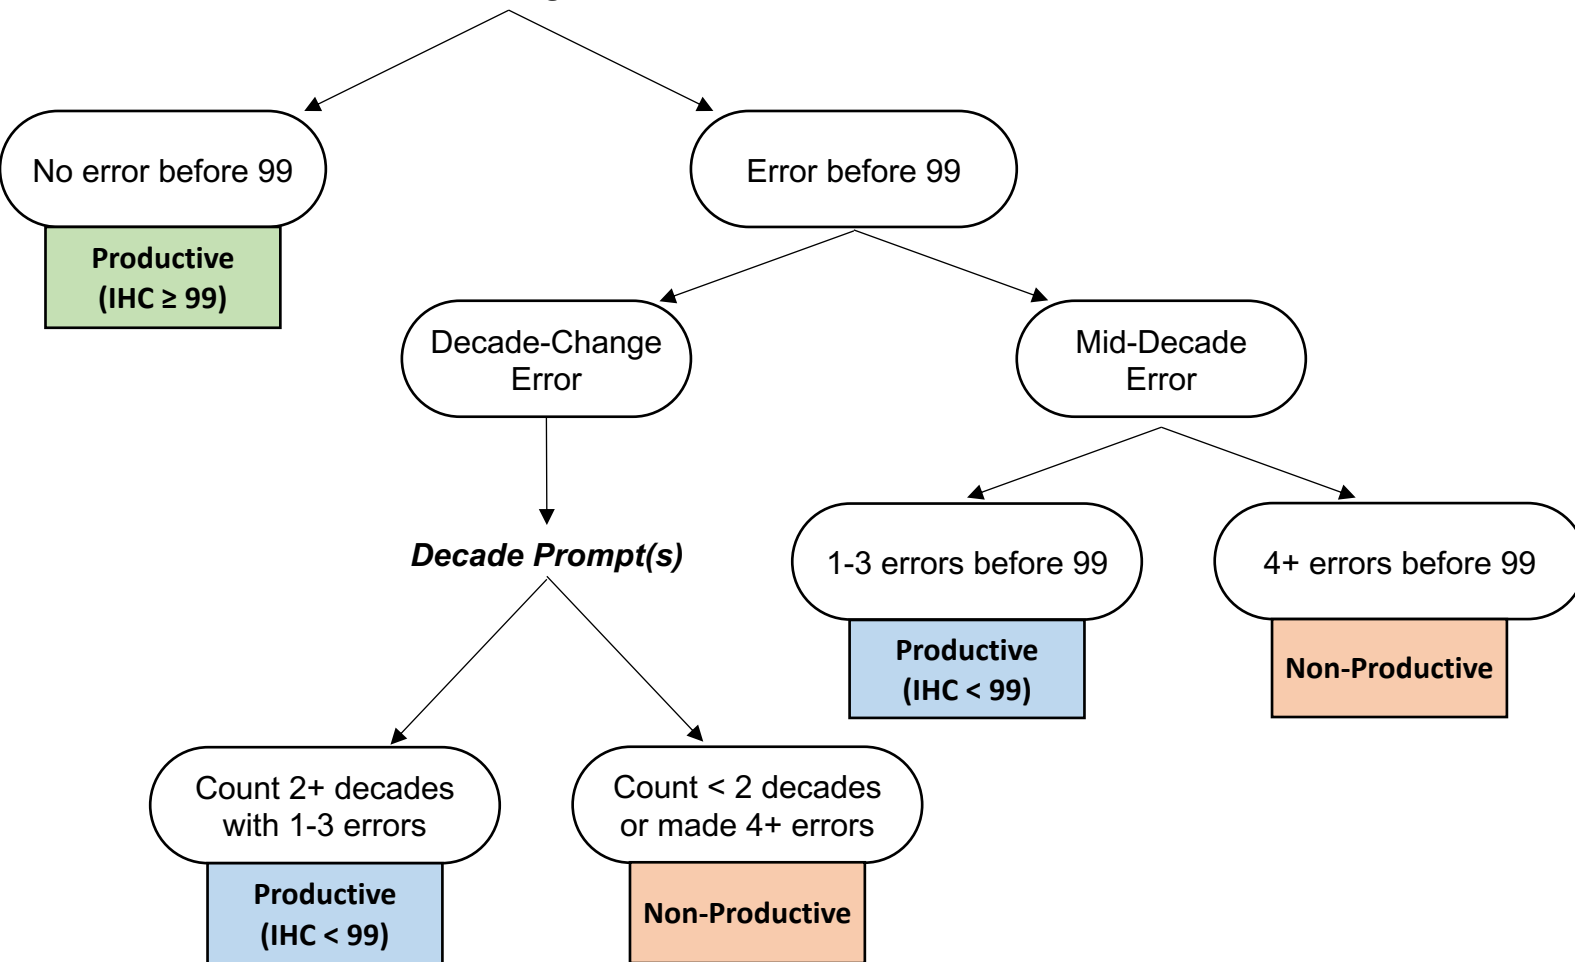 No error before 99
Error before 99
Productive
(IHC ≥ 99)
Decade-Change
Error
Mid-Decade
Error
Decade Prompt(s)
1-3 errors before 99
4+ errors before 99
Productive
(IHC < 99)
Non-Productive
Count 2+ decades
with 1-3 errors
Count < 2 decades
or made 4+ errors
Productive
(IHC < 99)
Non-Productive